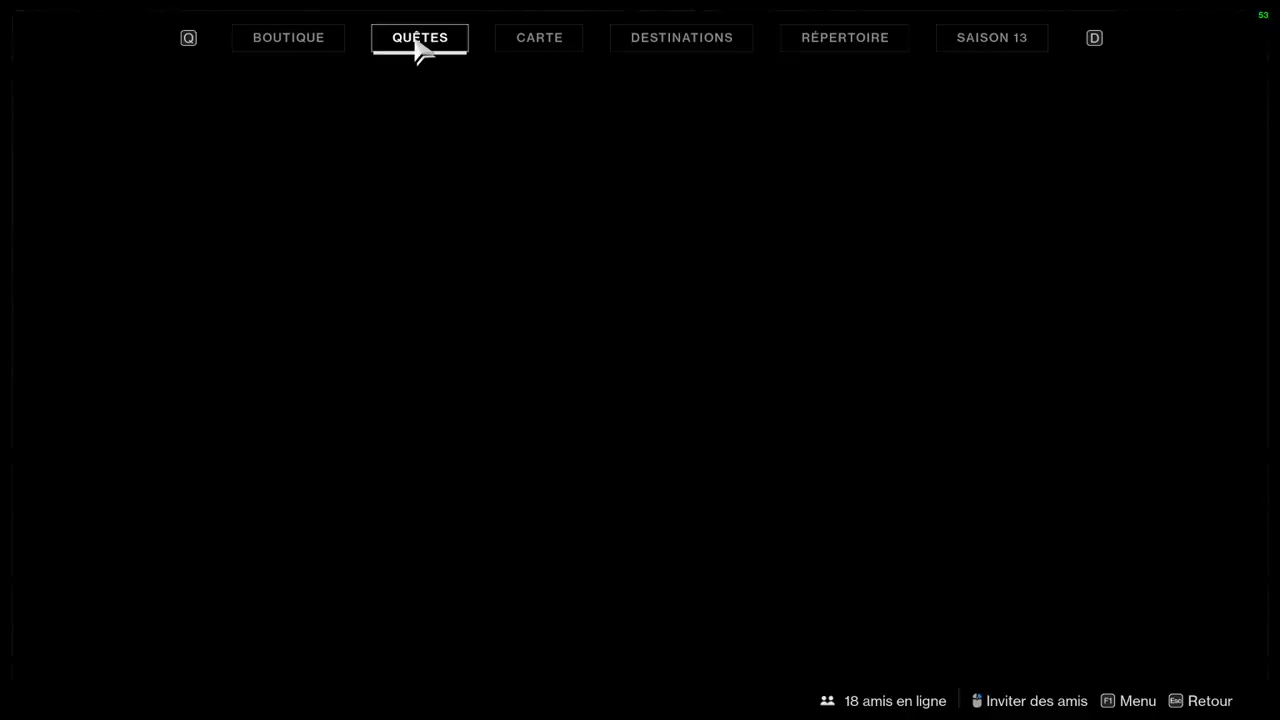 53
Q BOUTIQUE QUÊTES CARTE DESTINATIONS RÉPERTOIRE SAISON 13 D
18 amis en ligne Inviter des amis F1 Menu Esc Retour